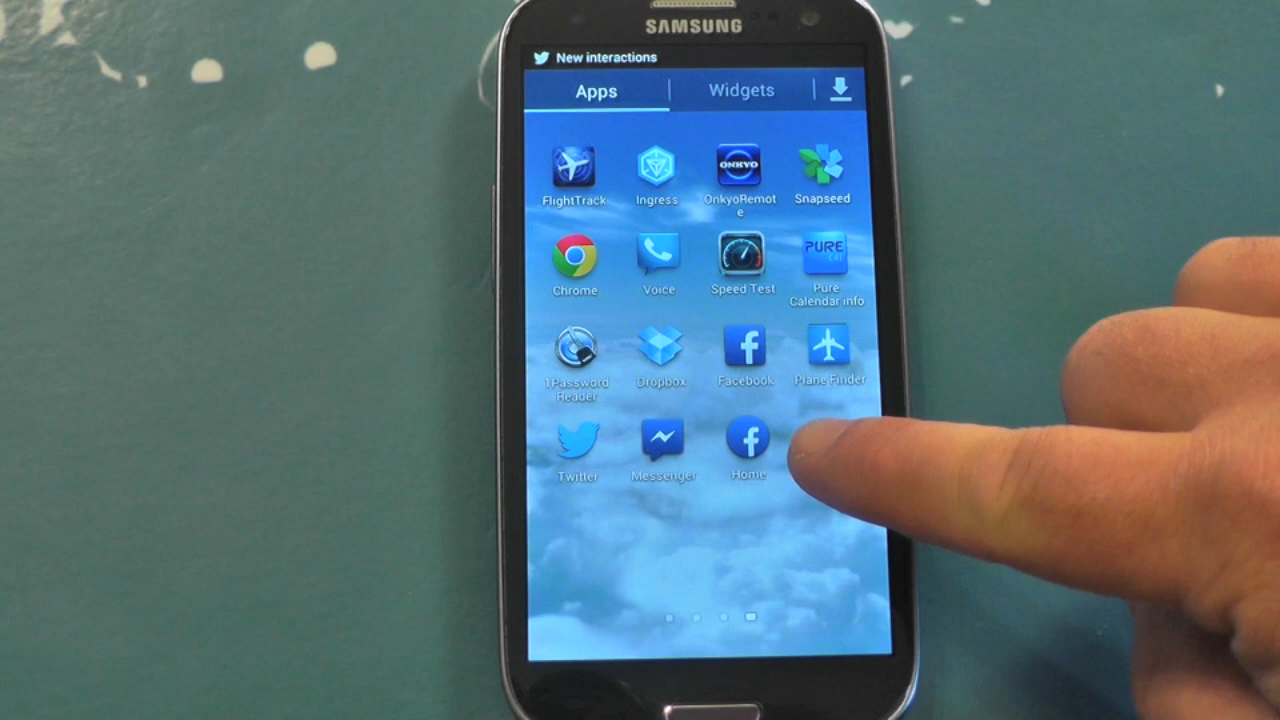 SAMSUNG
New interactions
Apps
Widgets
FlightTrack
Ingress
ONKYO
OnkyoRemot
e
Snapseed
Chrome
Voice
Speed Test
PURE
Pure
Calendar info
1Password
Reader
Dropbox
Facebook
Plane Finder
Twitter
Messenger
Home